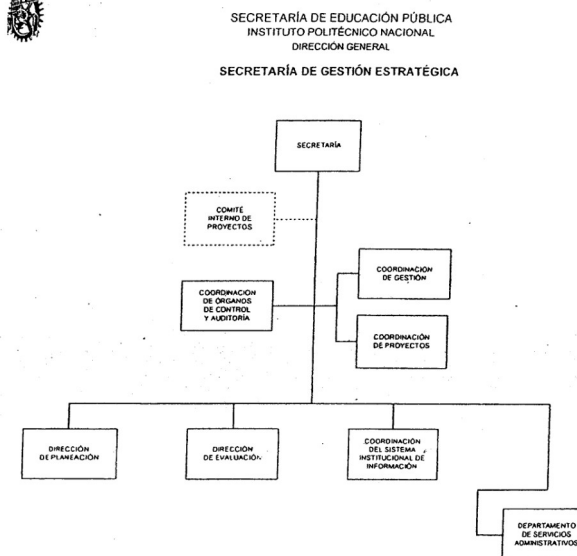 SECRETARÍA DE EDUCACIÓN PÚBLICA
INSTITUTO POLITÉCNICO NACIONAL
DIRECCIÓN GENERAL
SECRETARÍA DE GESTIÓN ESTRATÉGICA
SECRETARÍA
COMITÉ
INTERNO DE
PROYECTOS
COORDINACIÓN
DE GESTIÓN
COORDINACIÓN
DE ÓRGANOS
DE CONTROL
Y AUDITORÍA
COORDINACIÓN
DE PROYECTOS
DIRECCIÓN
DE PLANEACIÓN
DIRECCIÓN
DE EVALUACIÓN
COORDINACIÓN
DEL SISTEMA
INSTITUCIONAL DE
INFORMACIÓN
DEPARTAMENTO
DE SERVICIOS
ADMINISTRATIVOS